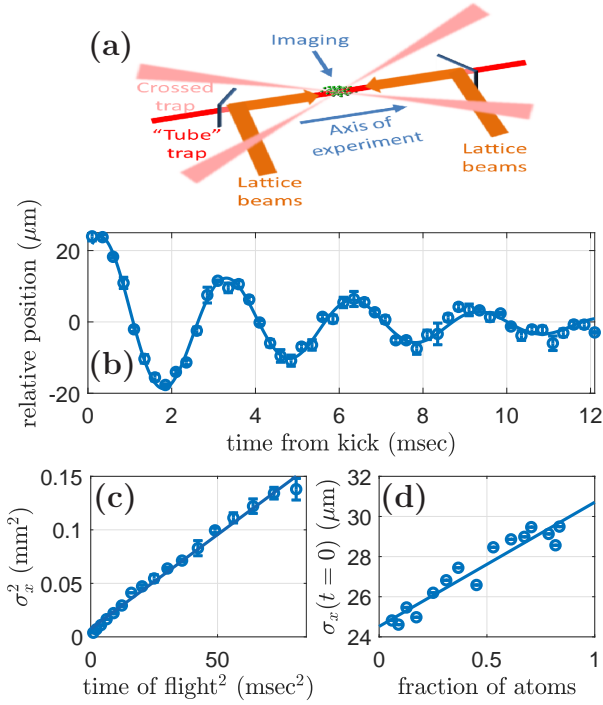 (a)
Imaging
Crossed
trap
"Tube"
trap
Axis of
experiment
Lattice
beams
Lattice
beams
relative position (μm)
20
0
-20
(b)
0 2 4 6 8 10 12
time from kick (msec)
(c)
σₓ² (mm²)
0.15
0.1
0.05
0
0 50
time of flight² (msec²)
(d)
σₓ(t = 0) (μm)
32
30
28
26
24
0 0.5 1
fraction of atoms